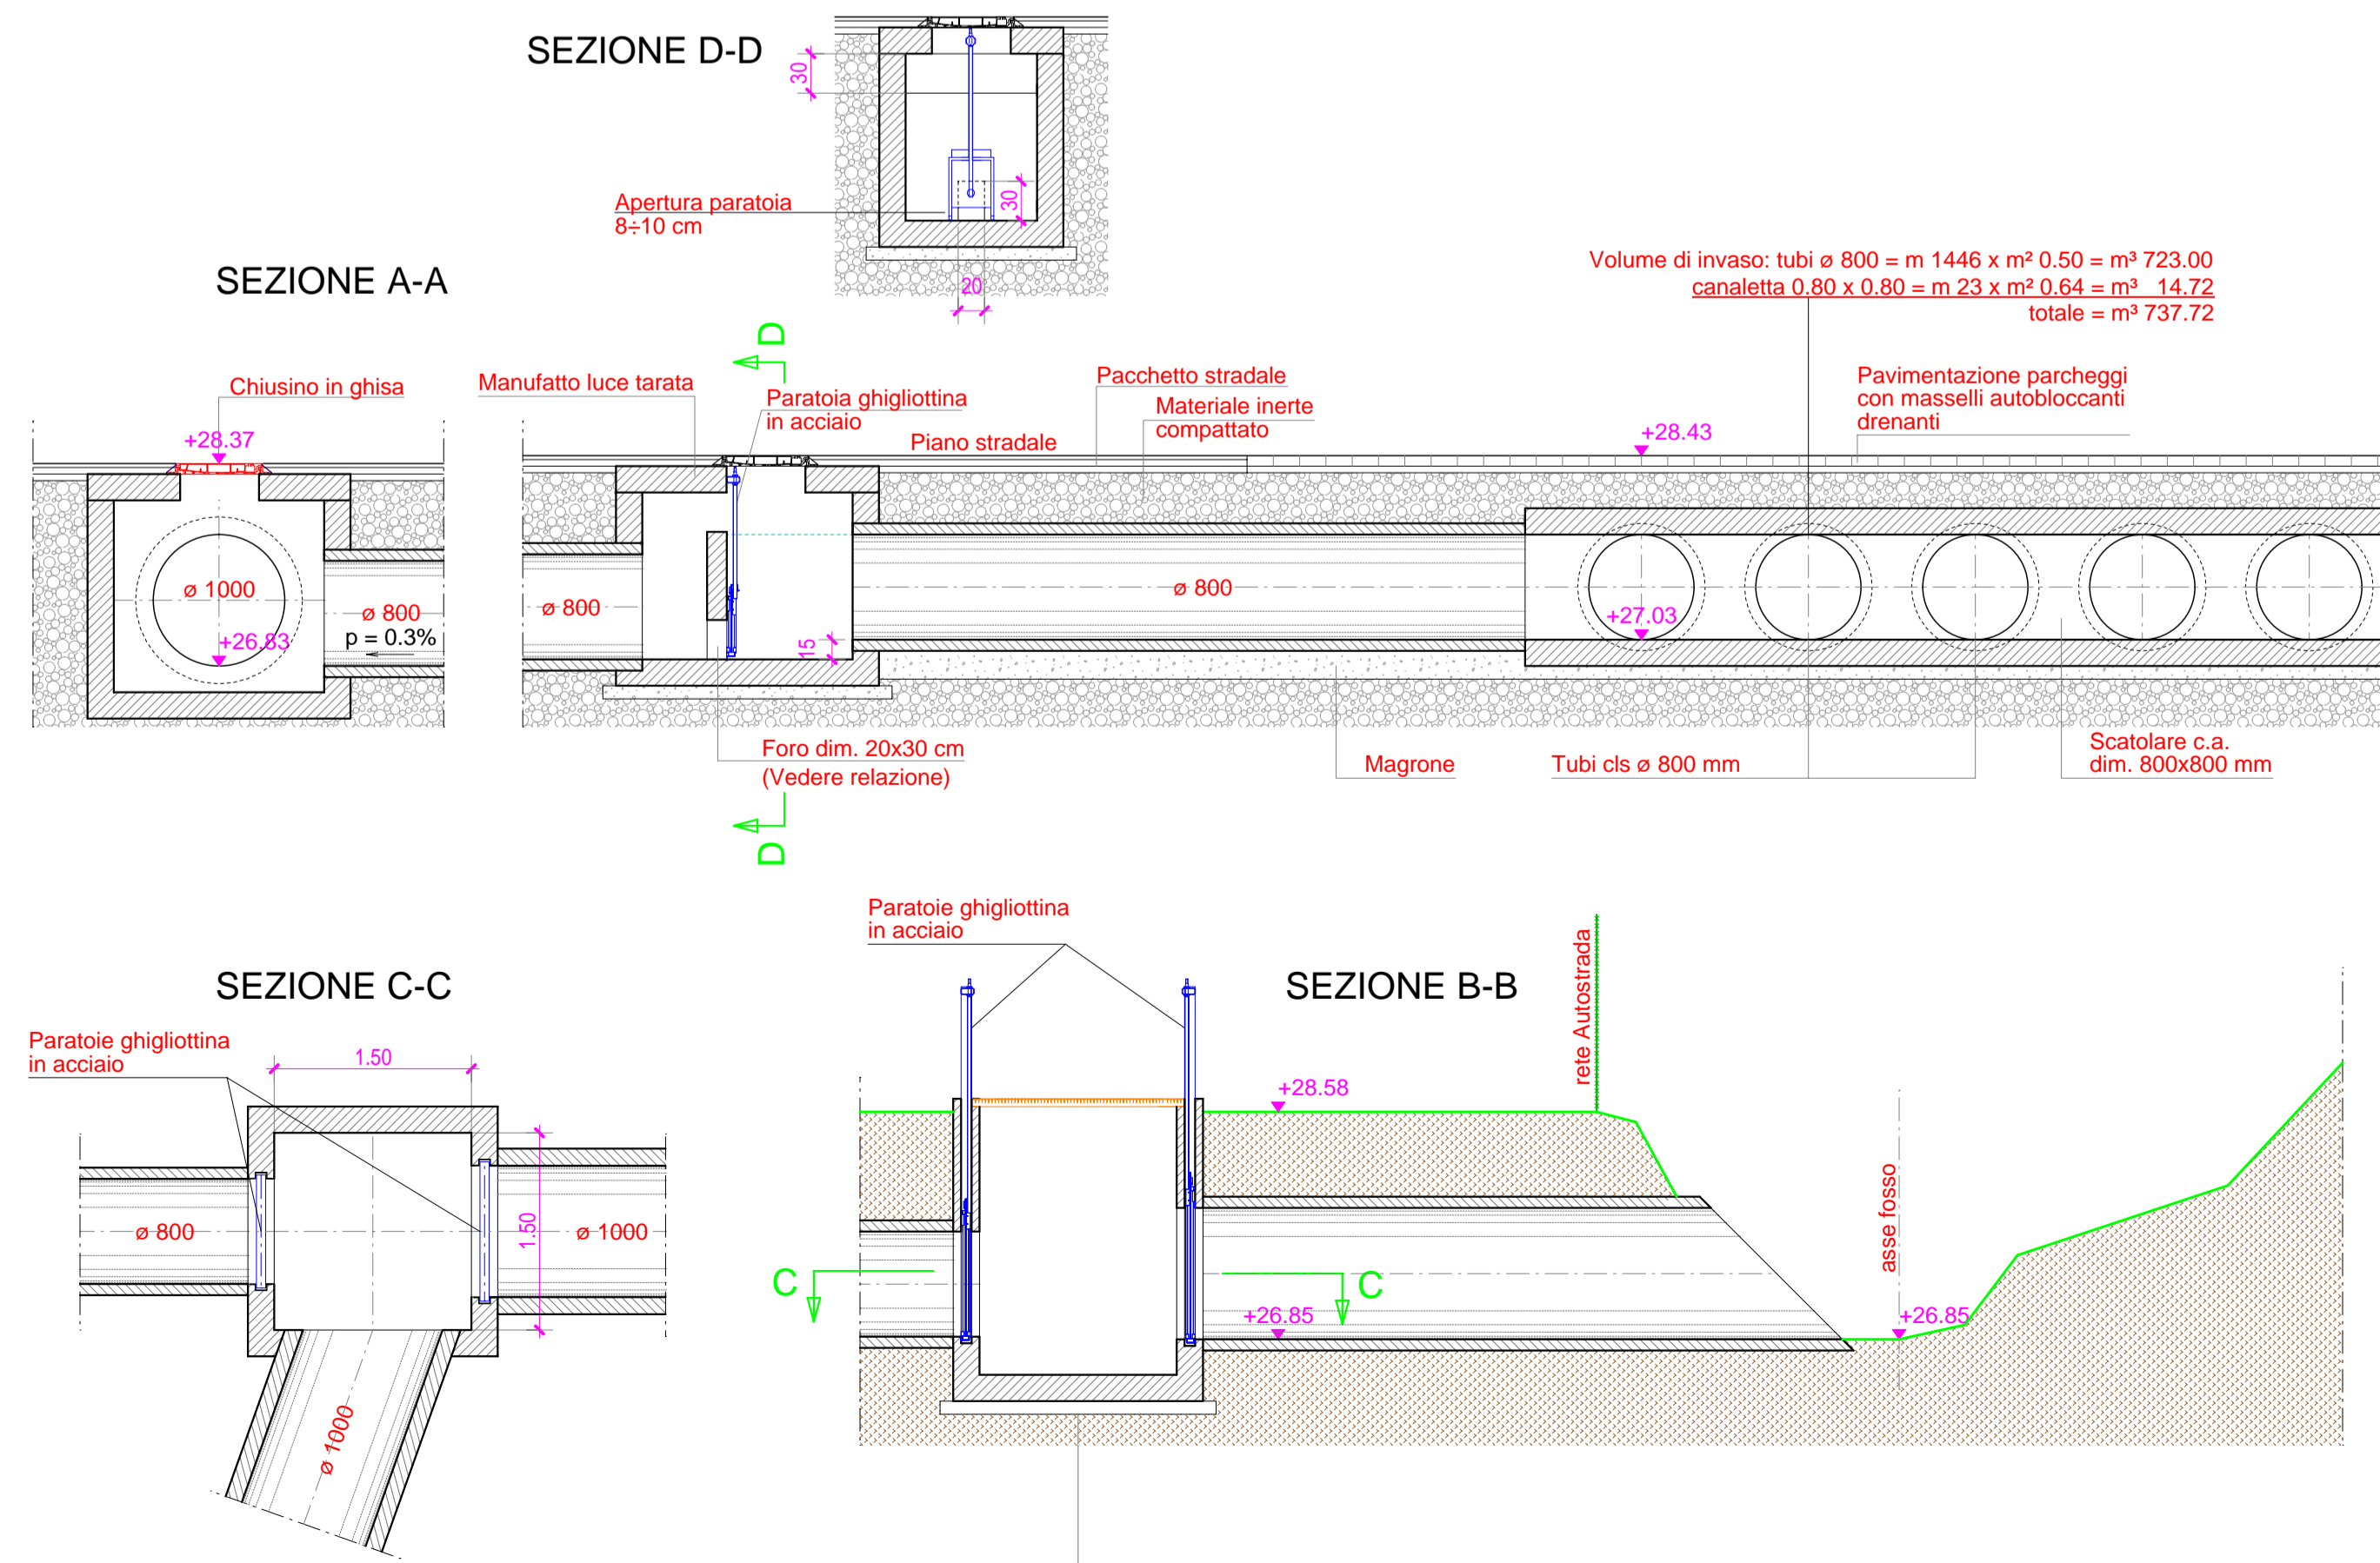 SEZIONE D-D
30
Apertura paratoia
8÷10 cm
30
20
SEZIONE A-A
Volume di invaso: tubi ø 800 = m 1446 x m² 0.50 = m³ 723.00
canaletta 0.80 x 0.80 = m 23 x m² 0.64 = m³ 14.72
totale = m³ 737.72
D
Chiusino in ghisa
Manufatto luce tarata
Paratoia ghigliottina
in acciaio
Pacchetto stradale
Materiale inerte
compattato
Piano stradale
Pavimentazione parcheggi
con masselli autobloccanti
drenanti
+28.37
+28.43
ø 1000
ø 800
p = 0.3%
+26.83
ø 800
ø 800
15
+27.03
Foro dim. 20x30 cm
(Vedere relazione)
Magrone
Tubi cls ø 800 mm
Scatolare c.a.
dim. 800x800 mm
D
SEZIONE C-C
Paratoie ghigliottina
in acciaio
1.50
ø 800
1.50
ø 1000
ø 1000
Paratoie ghigliottina
in acciaio
SEZIONE B-B
rete Autostrada
+28.58
asse fosso
C
C
+26.85
+26.85